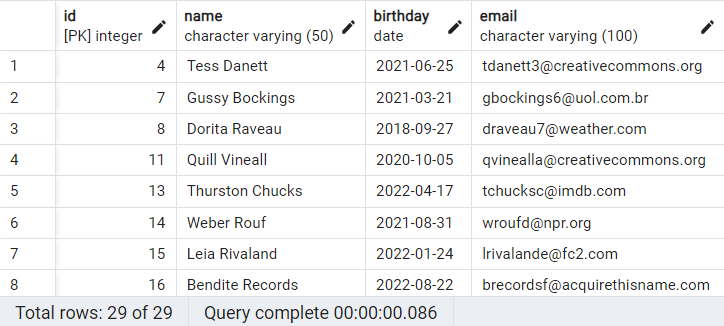 id name birthday email
[PK] integer character varying (50) date character varying (100)
1 4 Tess Danett 2021-06-25 tdanett3@creativecommons.org
2 7 Gussy Bockings 2021-03-21 gbockings6@uol.com.br
3 8 Dorita Raveau 2018-09-27 draveau7@weather.com
4 11 Quill Vineall 2020-10-05 qvinealla@creativecommons.org
5 13 Thurston Chucks 2022-04-17 tchucksc@imdb.com
6 14 Weber Rouf 2021-08-31 wroufd@npr.org
7 15 Leia Rivaland 2022-01-24 lrivalande@fc2.com
8 16 Bendite Records 2022-08-22 brecordsf@acquirethisname.com
Total rows: 29 of 29 Query complete 00:00:00.086